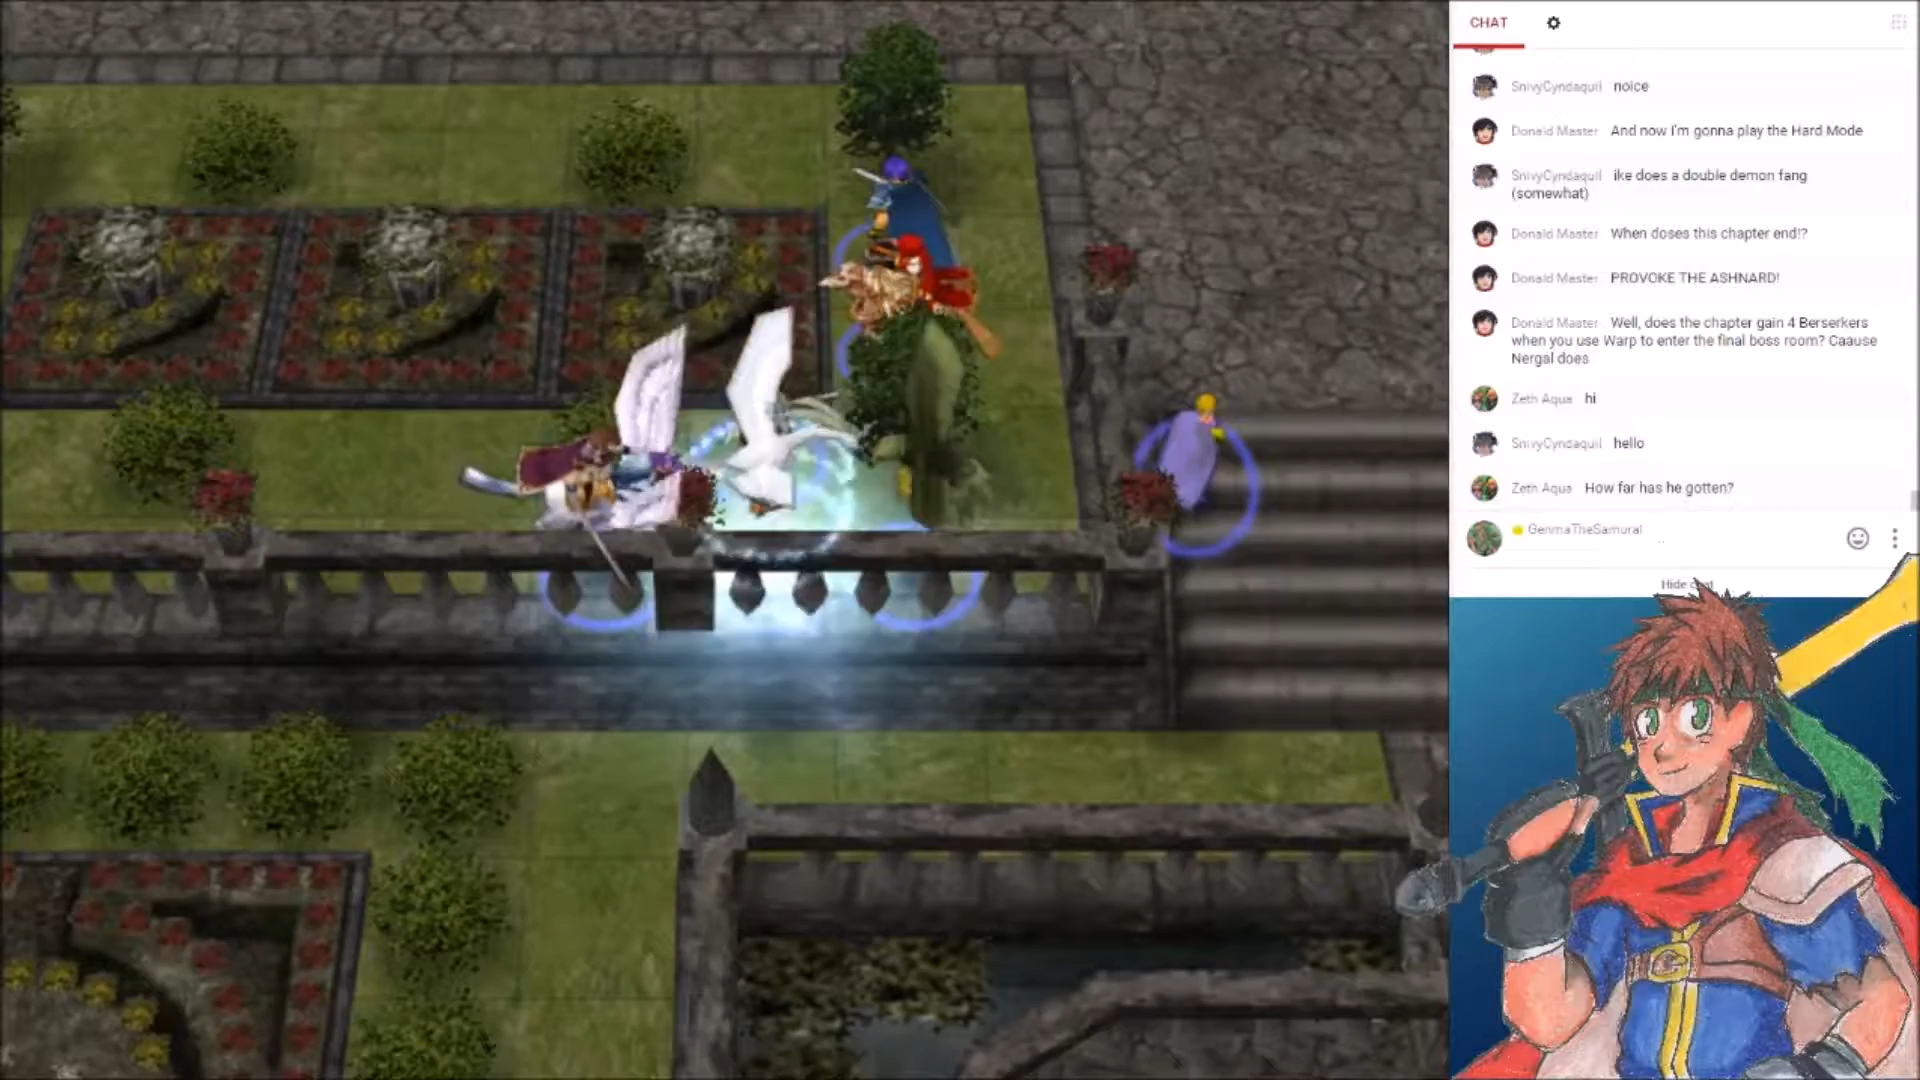 CHAT
SnivyCyndaquil noice
Donald Master And now I'm gonna play the Hard Mode
SnivyCyndaquil ike does a double demon fang
(somewhat)
Donald Master When doses this chapter end!?
Donald Master PROVOKE THE ASHNARD!
Donald Master Well, does the chapter gain 4 Berserkers
when you use Warp to enter the final boss room? Caause
Nergal does
Zeth Aqua hi
SnivyCyndaquil hello
Zeth Aqua How far has he gotten?
GenmaTheSamurai
Hide chat